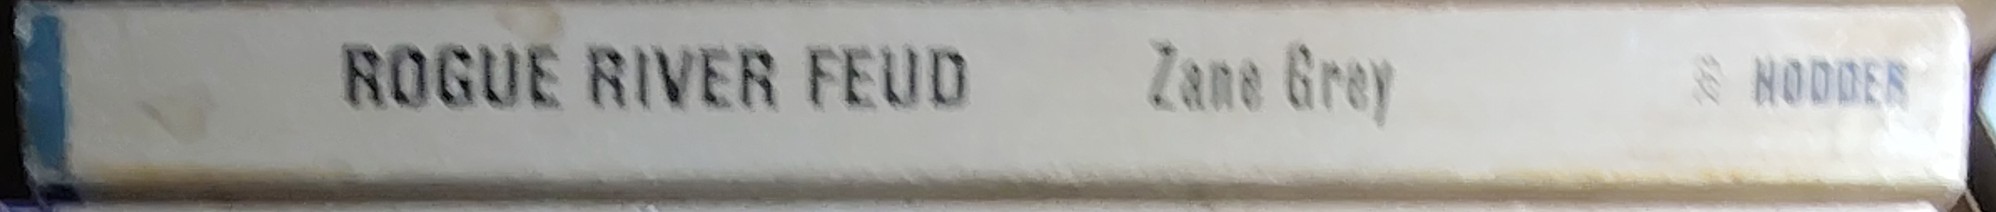 ROGUE RIVER FEUD Zane Grey HODDER